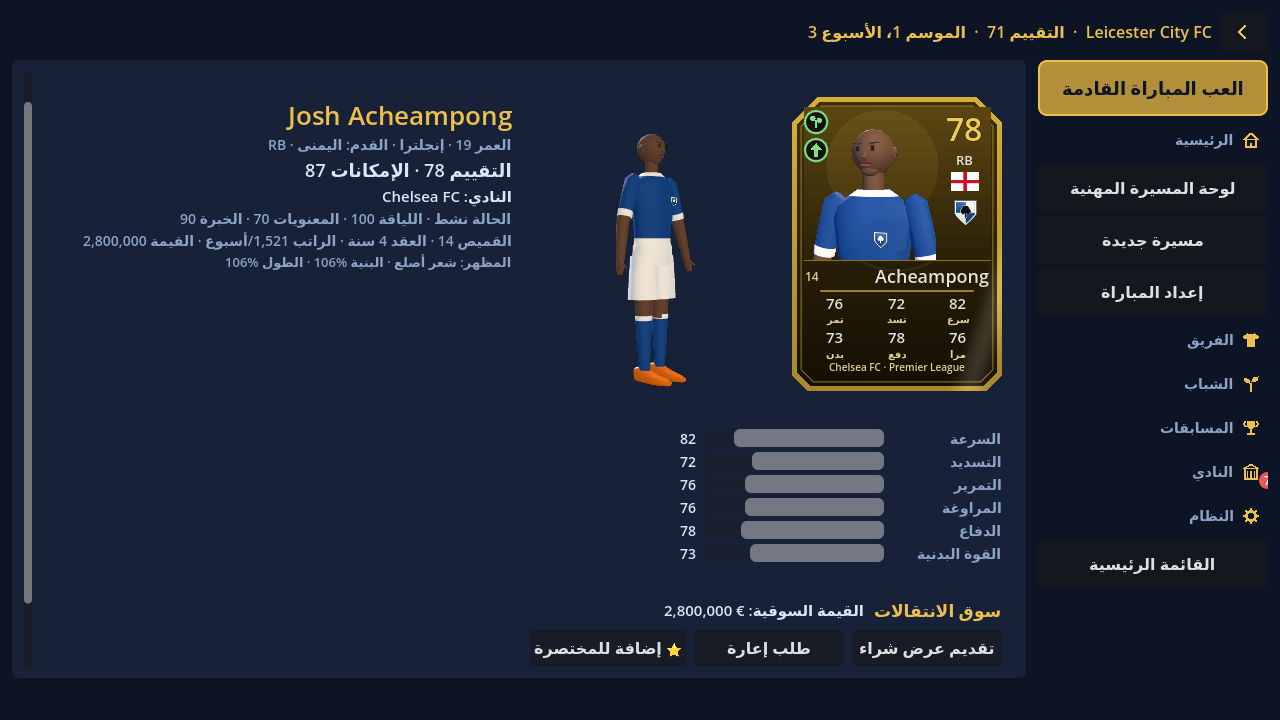 Leicester City FC · التقييم 71 · الموسم 1، الأسبوع 3
العب المباراة القادمة
الرئيسية
لوحة المسيرة المهنية
مسيرة جديدة
إعداد المباراة
الفريق
الشباب
المسابقات
النادي
النظام
القائمة الرئيسية
78
RB
14
Acheampong
82 72 76
سرع تسد تمر
76 78 73
مرا دفع بدن
Chelsea FC · Premier League
Josh Acheampong
العمر 19 · إنجلترا · القدم: اليمنى · RB
التقييم 78 · الإمكانات 87
النادي: Chelsea FC
الحالة نشط · اللياقة 100 · المعنويات 70 · الخبرة 90
القميص 14 · العقد 4 سنة · الراتب 1,521/أسبوع · القيمة 2,800,000
المظهر: شعر أصلع · البنية 106% · الطول 106%
السرعة 82
التسديد 72
التمرير 76
المراوغة 76
الدفاع 78
القوة البدنية 73
سوق الانتقالات القيمة السوقية: € 2,800,000
تقديم عرض شراء
طلب إعارة
إضافة للمختصرة